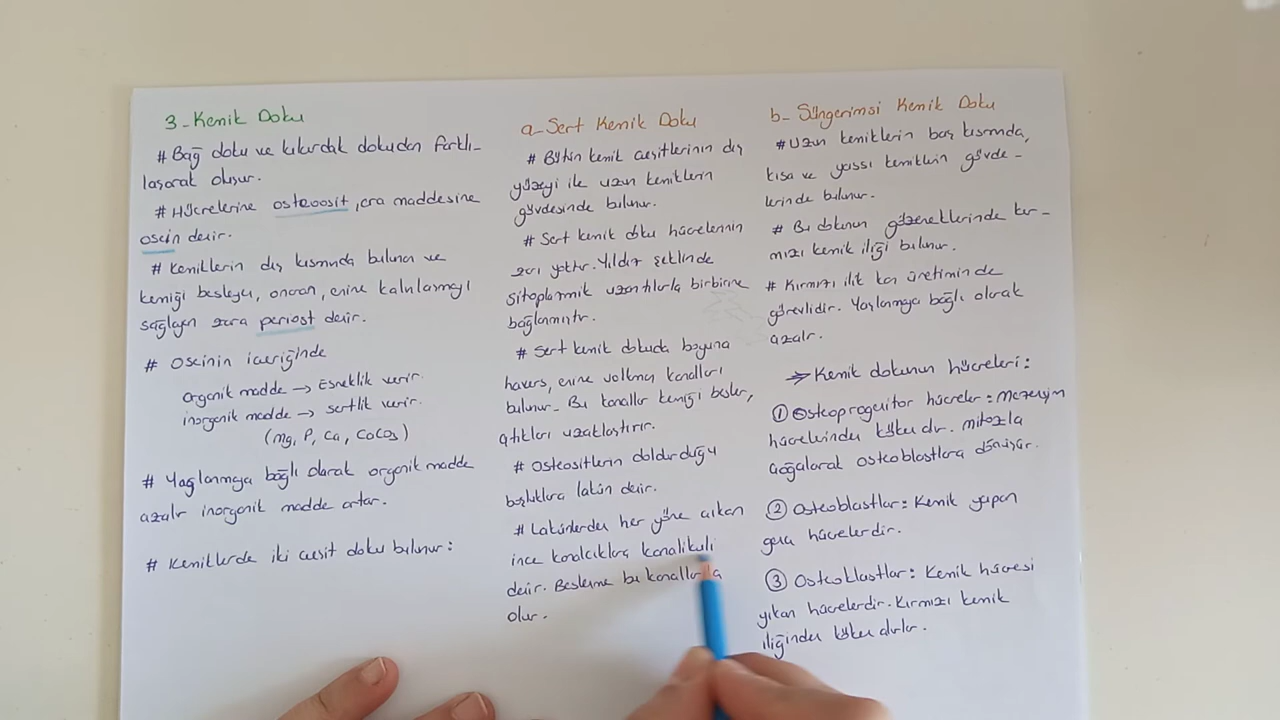 3_Kemik Doku
# Bağ doku ve kıkırdak dokudan farklı-
laşarak oluşur.
# Hücrelerine osteosit, ara maddesine
osein denir.
# Kemiklerin dış kısmında bulunan ve
kemiği besleyen, onaran, enine kalınlaşmayı
sağlayan zara periost denir.
# Oseinin içeriğinde
organik madde → Esneklik verir.
inorganik madde → sertlik verir.
(Mg, P, Ca, CaCO3)
# Yaşlanmaya bağlı olarak organik madde
azalır inorganik madde artar.
# Kemiklerde iki çeşit doku bulunur:
a_Sert Kemik Doku
# Bütün kemik çeşitlerinin dış
yüzeyi ile uzun kemiklerin
gövdesinde bulunur.
# Sert kemik doku hücrelerinin
zarı yoktur. Yıldız şeklinde
sitoplazmik uzantılarla birbirine
bağlanmıştır.
# Sert kemik dokuda boyuna
havers, enine volkman kanalları
bulunur_ Bu kanallar kemiği besler,
atıkları uzaklaştırır.
# Osteositlerin doldurduğu
boşluklara lakün denir.
# Lakünlerden her yöne çıkan
ince kanalcıklara kanalikuli
denir. Beslenme bu kanallarla
olur.
b_ Süngerimsi Kemik Doku
# Uzun kemiklerin baş kısmında,
kısa ve yassı kemiklerin gövde-
lerinde bulunur.
# Bu dokunun gözeneklerinde kır-
mızı kemik iliği bulunur.
# Kırmızı ilik kan üretiminde
görevlidir. Yaşlanmaya bağlı olarak
azalır.
⇒ Kemik dokunun hücreleri:
① Osteoprogenitor hücreler: Mezenşim
hücrelerinden köken alır. mitozla
çoğalarak osteoblastlara dönüşür.
② Osteoblastlar: Kemik yapan
genç hücrelerdir.
③ Osteoklastlar: Kemik hücresi
yıkan hücrelerdir. Kırmızı kemik
iliğinden köken alırlar.